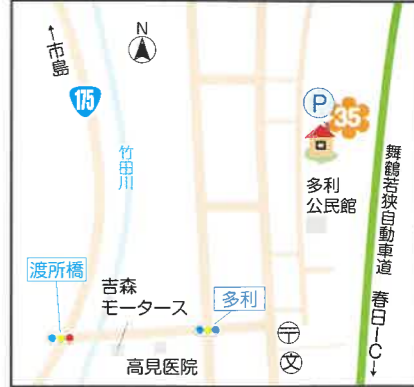 ←市島
N
175
P
35
竹田川
多利
公民館
舞鶴若狭自動車道
春日IC→
渡所橋
吉森
モータース
多利
〒
文
高見医院